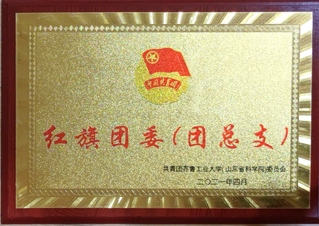 中国共青团
红旗团委(团总支)
共青团齐鲁工业大学(山东省科学院)委员会
二〇二一年四月